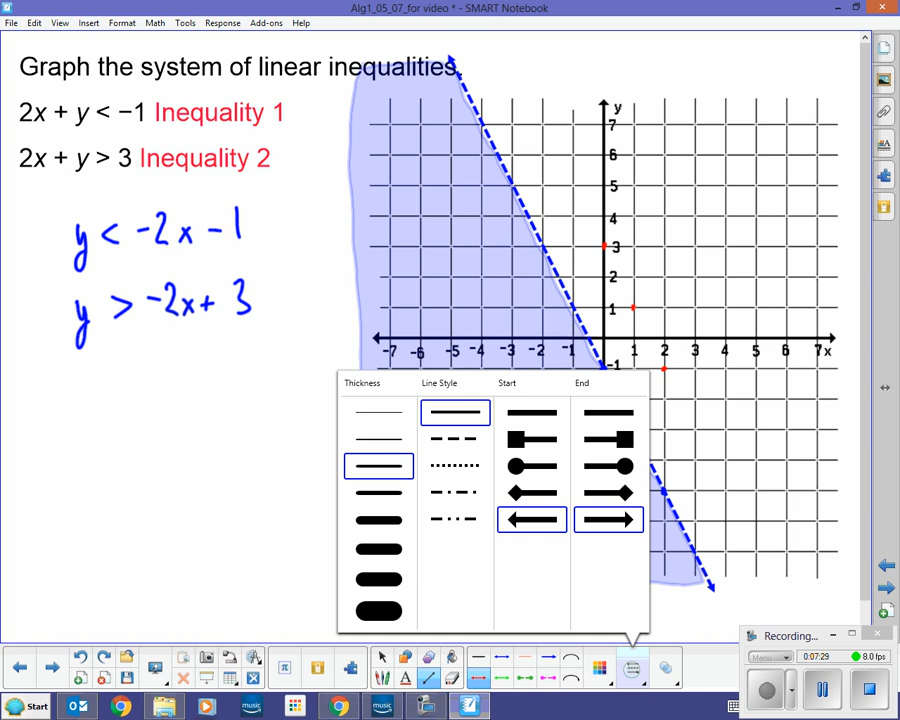 Alg1_05_07_for video * - SMART Notebook
File Edit View Insert Format Math Tools Response Add-ons Help
Graph the system of linear inequalities.
2x + y < −1 Inequality 1
2x + y > 3 Inequality 2
y < -2x - 1
y > -2x + 3
y
7
6
5
4
3
2
1
-7 -6 -5 -4 -3 -2 -1 1 2 3 4 5 6 7x
-1
Thickness Line Style Start End
Recording...
Menu 0:07:29 8.0 fps
π A
Start music music